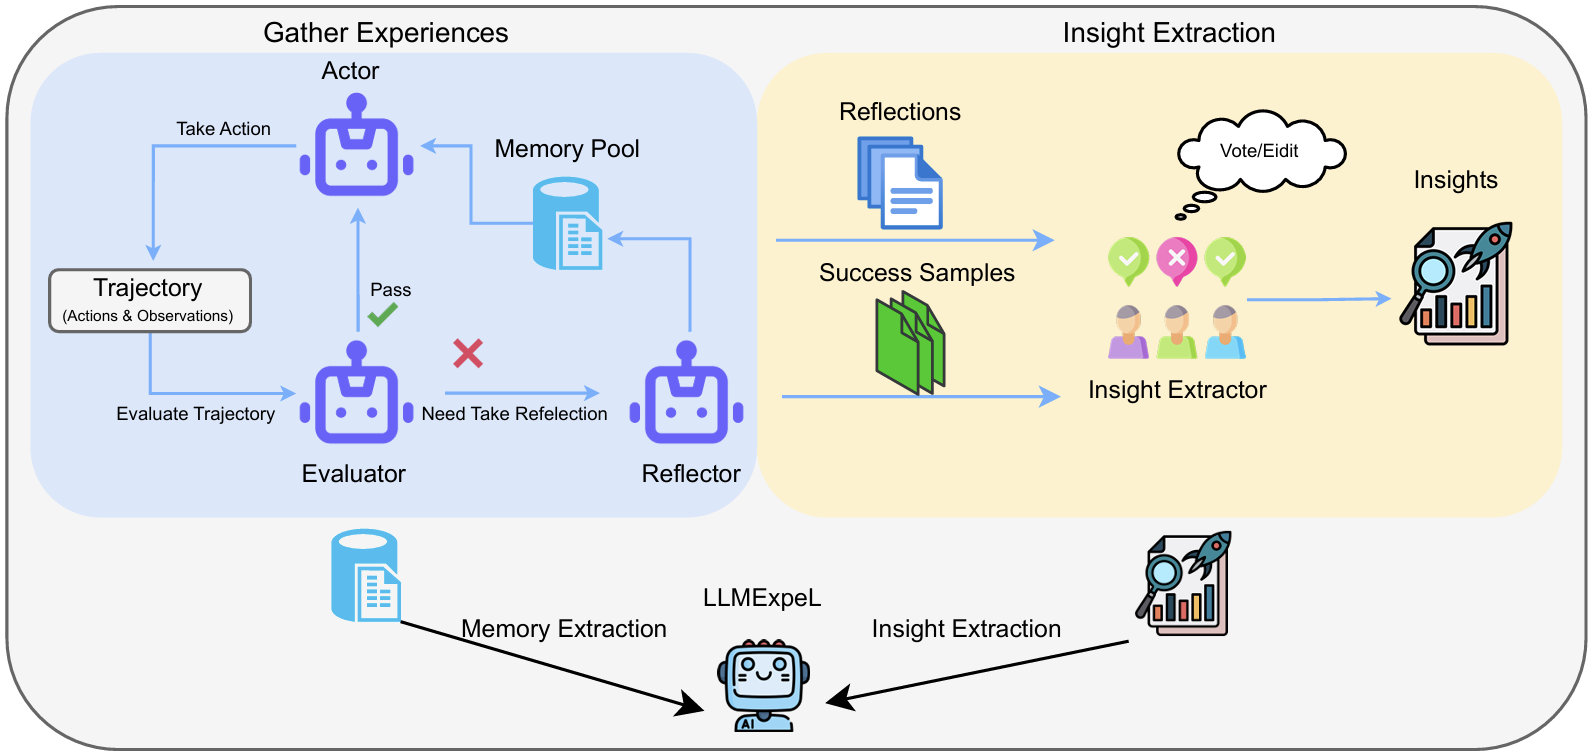 Gather Experiences
Insight Extraction
Actor
Take Action
Memory Pool
Trajectory
(Actions & Observations)
Pass
Evaluate Trajectory
Need Take Refelection
Evaluator
Reflector
Reflections
Success Samples
Vote/Eidit
Insights
Insight Extractor
LLMExpeL
Memory Extraction
Insight Extraction
AI